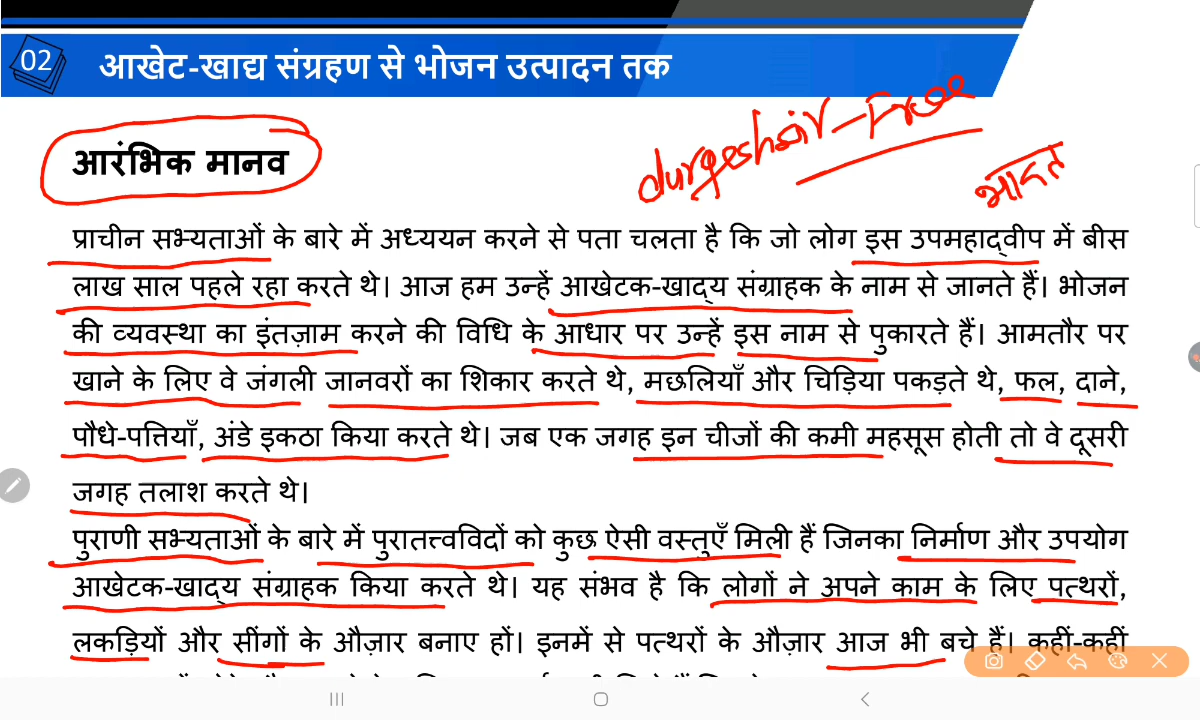 02
आखेट-खाद्य संग्रहण से भोजन उत्पादन तक
durgeshsir-Free
भारत
आरंभिक मानव
प्राचीन सभ्यताओं के बारे में अध्ययन करने से पता चलता है कि जो लोग इस उपमहाद्वीप में बीस
लाख साल पहले रहा करते थे। आज हम उन्हें आखेटक-खाद्य संग्राहक के नाम से जानते हैं। भोजन
की व्यवस्था का इंतज़ाम करने की विधि के आधार पर उन्हें इस नाम से पुकारते हैं। आमतौर पर
खाने के लिए वे जंगली जानवरों का शिकार करते थे, मछलियाँ और चिड़िया पकड़ते थे, फल, दाने,
पौधे-पत्तियाँ, अंडे इकठा किया करते थे। जब एक जगह इन चीजों की कमी महसूस होती तो वे दूसरी
जगह तलाश करते थे।
पुराणी सभ्यताओं के बारे में पुरातत्त्वविदों को कुछ ऐसी वस्तुएँ मिली हैं जिनका निर्माण और उपयोग
आखेटक-खाद्य संग्राहक किया करते थे। यह संभव है कि लोगों ने अपने काम के लिए पत्थरों,
लकड़ियों और सींगों के औज़ार बनाए हों। इनमें से पत्थरों के औज़ार आज भी बचे हैं। कहीं-कहीं